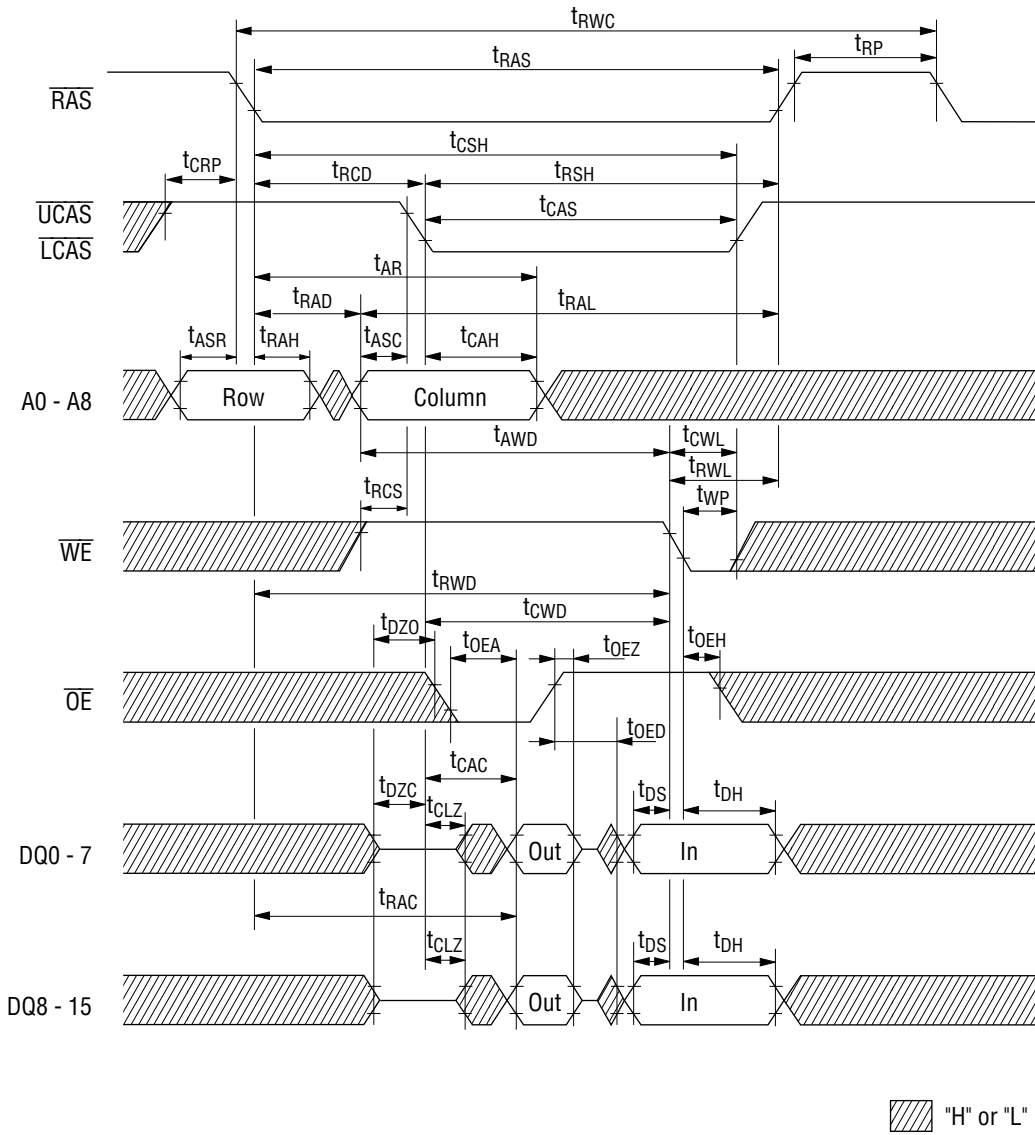 tRWC
tRP
tRAS
RAS
tCSH
tCRP
tRCD
tRSH
UCAS
tCAS
LCAS
tAR
tRAD
tRAL
tASR
tRAH
tASC
tCAH
A0 - A8
Row
Column
tAWD
tCWL
tRWL
tRCS
tWP
WE
tRWD
tCWD
tDZO
tOEA
tOEZ
tOEH
OE
tOED
tCAC
tDZC
tCLZ
tDS
tDH
DQ0 - 7
Out
In
tRAC
tCLZ
tDS
tDH
DQ8 - 15
Out
In
"H" or "L"